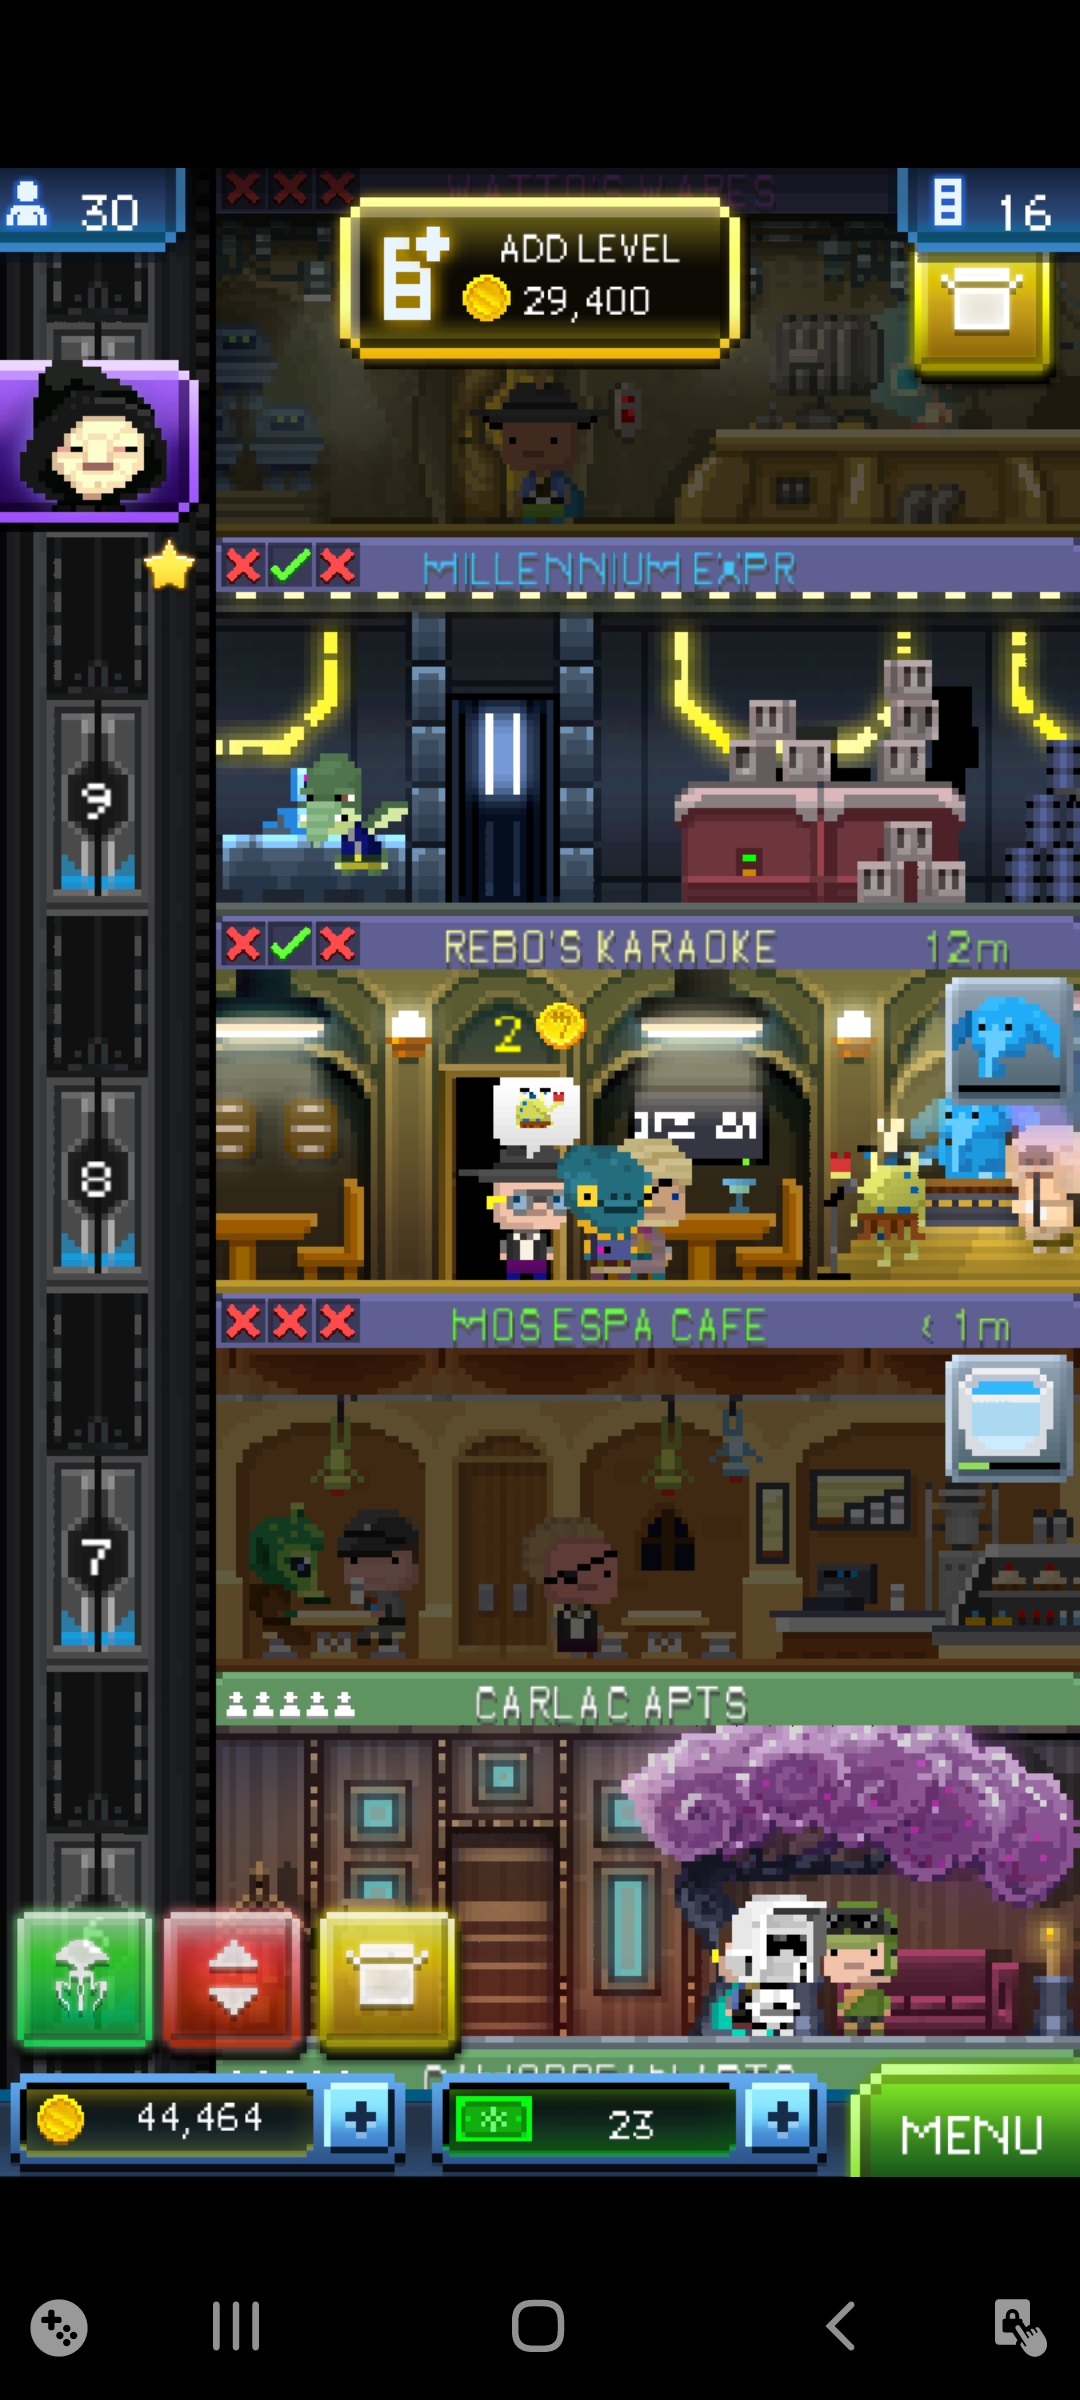 30
WATTO'S WARES
16
ADD LEVEL
29,400
MILLENNIUM EXPR
9
REBO'S KARAOKE
12m
2
8
MOS ESPA CAFE
< 1m
7
CARLAC APTS
6
44,464
23
MENU